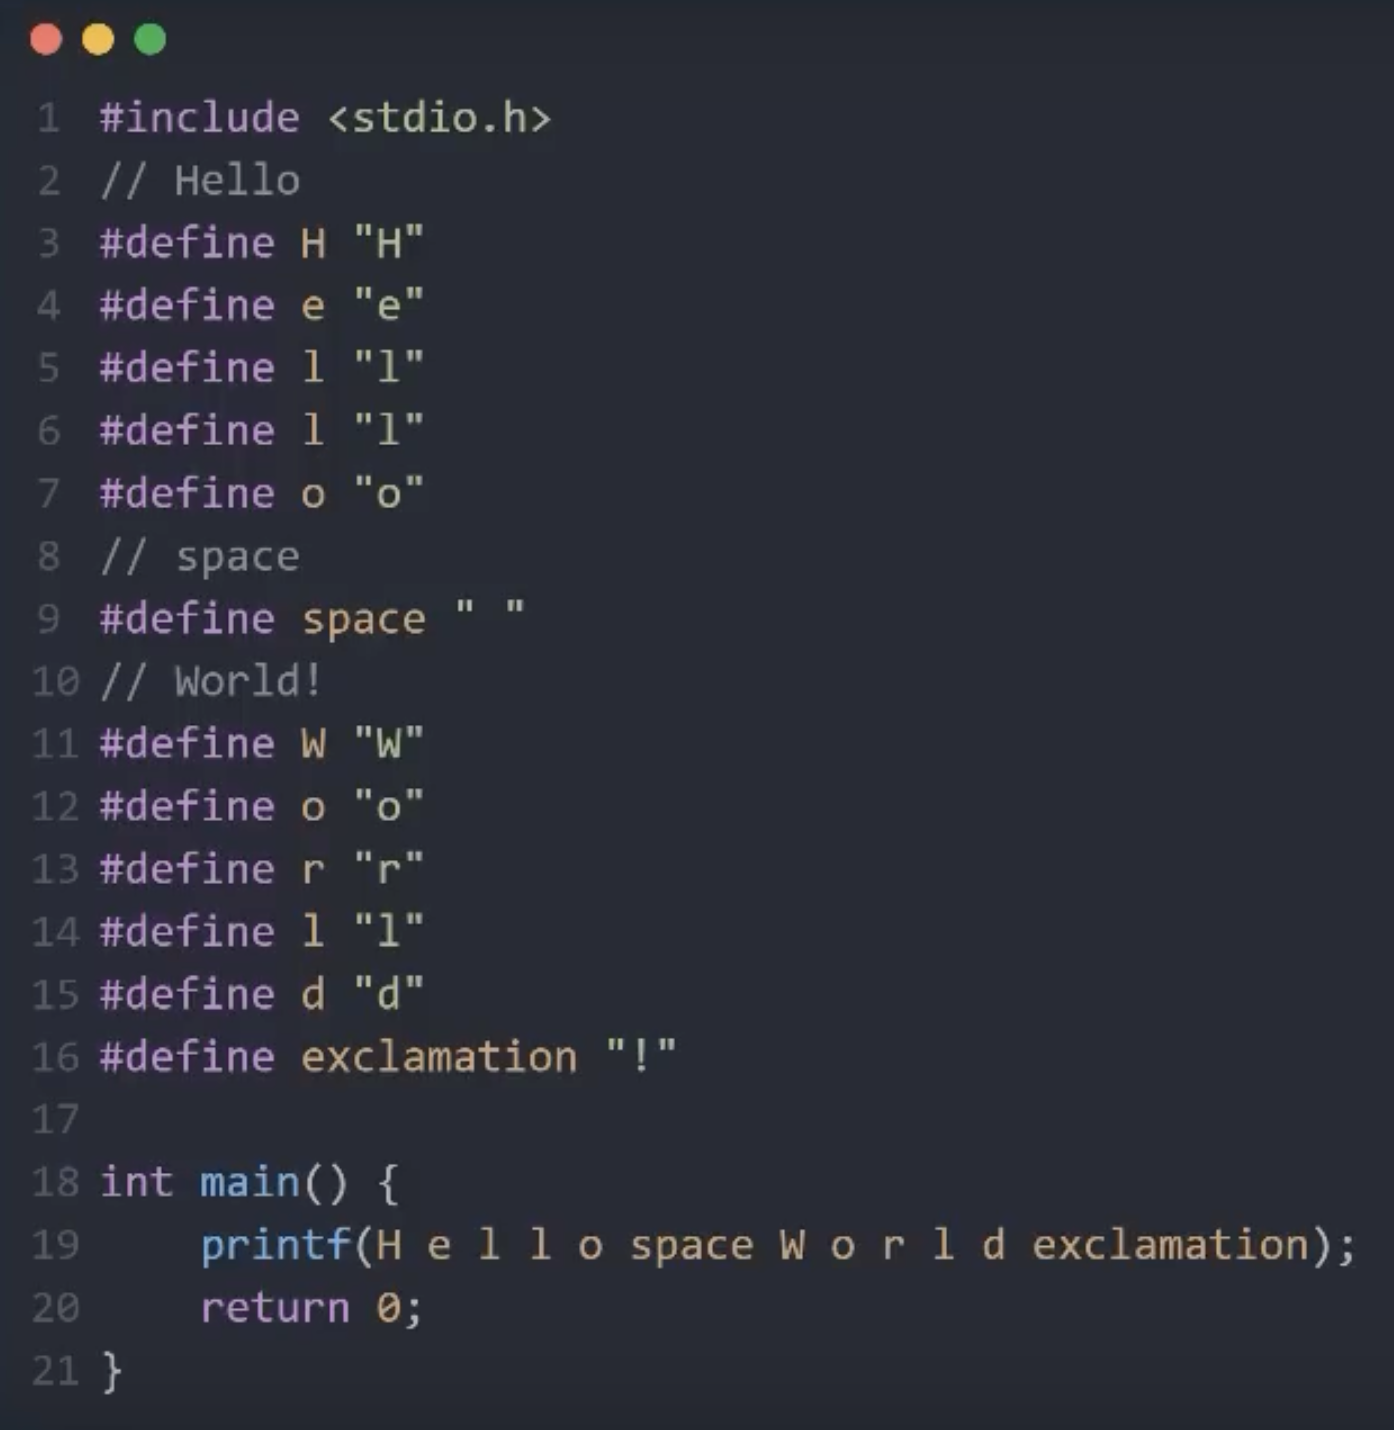 1 #include <stdio.h>
2 // Hello
3 #define H "H"
4 #define e "e"
5 #define l "l"
6 #define l "l"
7 #define o "o"
8 // space
9 #define space " "
10 // World!
11 #define W "W"
12 #define o "o"
13 #define r "r"
14 #define l "l"
15 #define d "d"
16 #define exclamation "!"
17
18 int main() {
19     printf(H e l l o space W o r l d exclamation);
20     return 0;
21 }